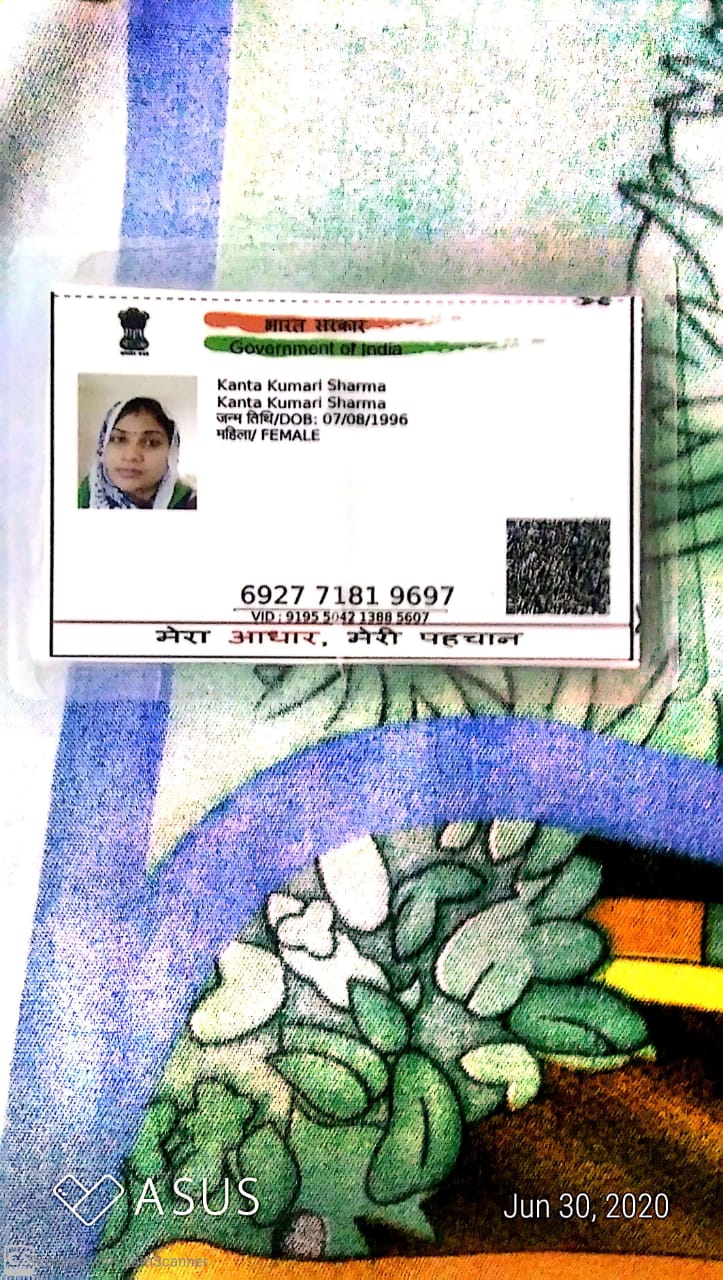 भारत सरकार
Government of India
Kanta Kumari Sharma
Kanta Kumari Sharma
जन्म तिथि/DOB: 07/08/1996
महिला/ FEMALE
6927 7181 9697
VID : 9195 5042 1388 5607
मेरा आधार, मेरी पहचान
ASUS
Jun 30, 2020